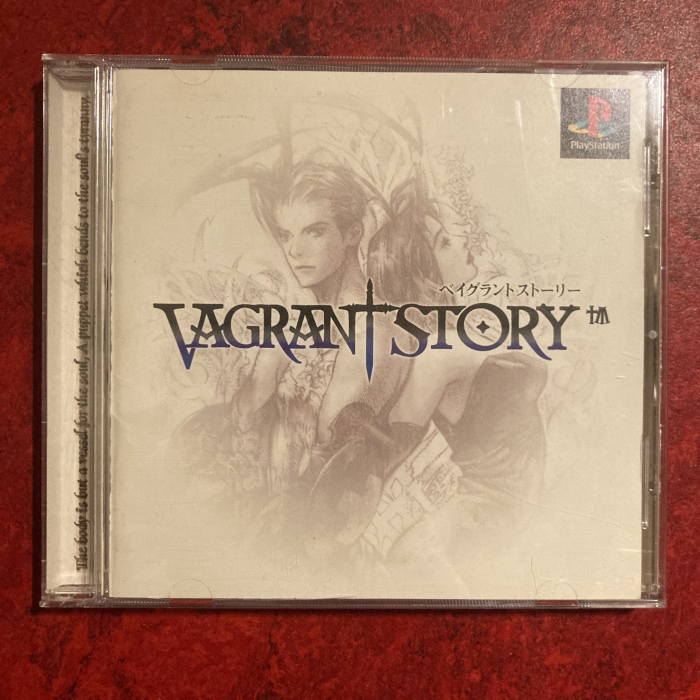 The body is but a vessel for the soul, A puppet which bends to the soul's tyranny.
PlayStation
ベイグラントストーリー
VAGRANT STORY